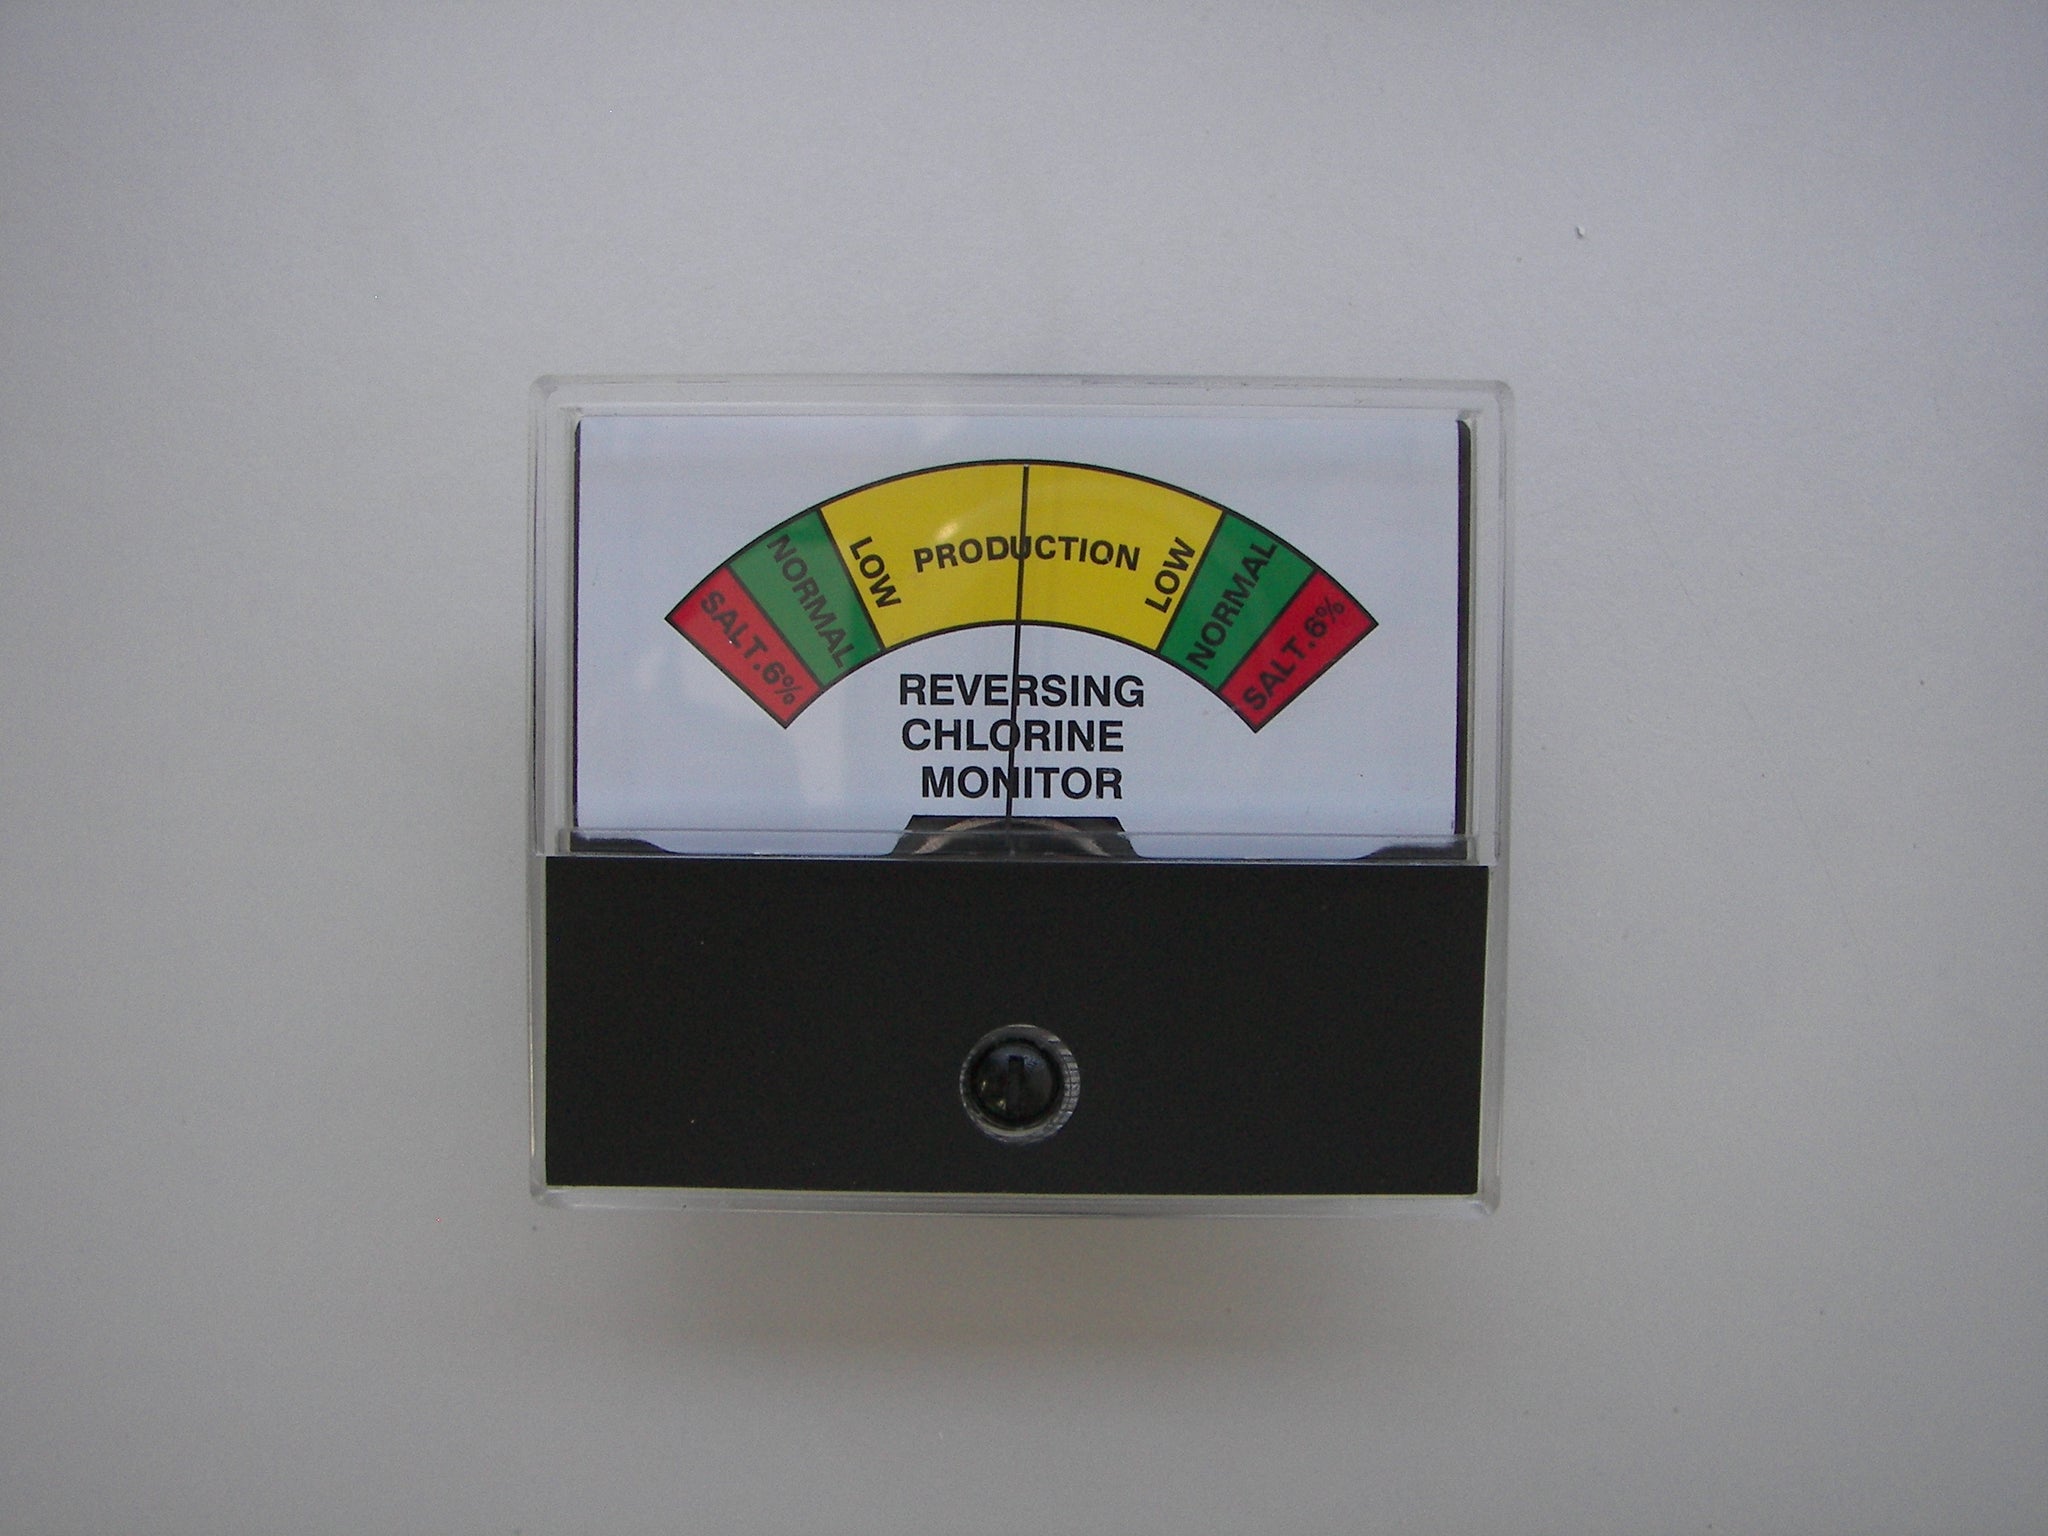 SALT.6%
NORMAL
LOW
PRODUCTION
LOW
NORMAL
SALT.6%
REVERSING
CHLORINE
MONITOR